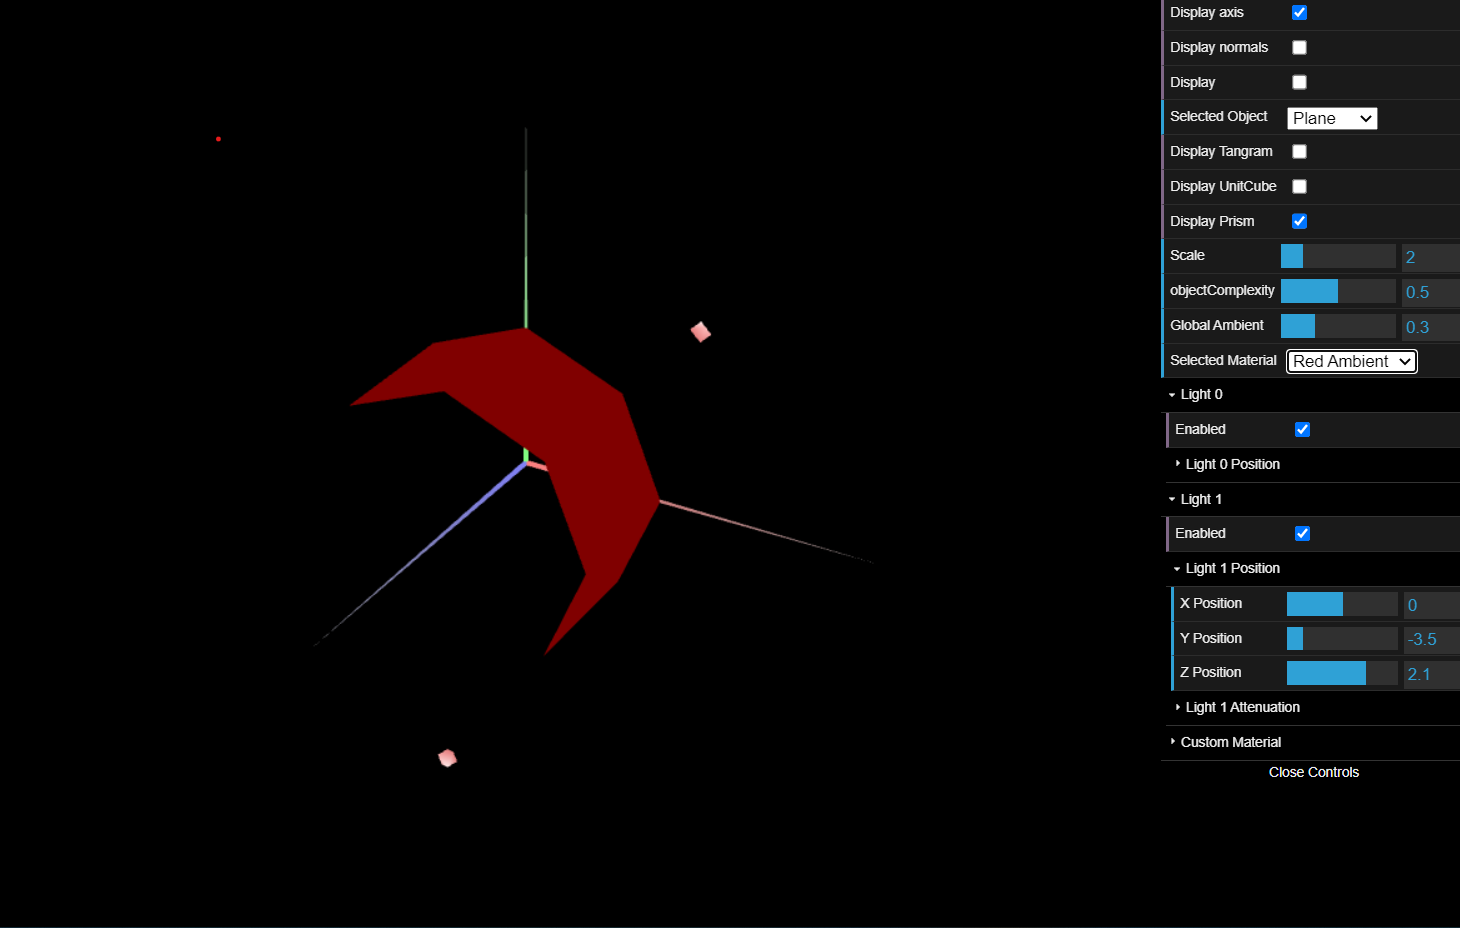 Display axis
Display normals
Display
Selected Object Plane
Display Tangram
Display UnitCube
Display Prism
Scale 2
objectComplexity 0.5
Global Ambient 0.3
Selected Material Red Ambient
Light 0
Enabled
Light 0 Position
Light 1
Enabled
Light 1 Position
X Position 0
Y Position -3.5
Z Position 2.1
Light 1 Attenuation
Custom Material
Close Controls